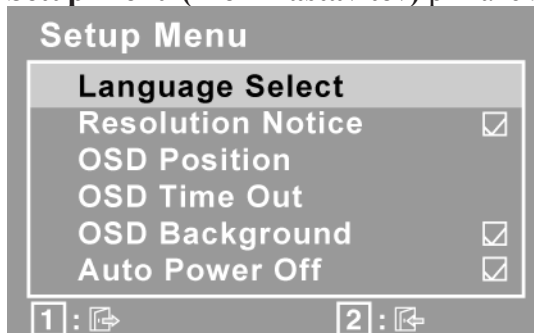 Setup Menu
Language Select
Resolution Notice
OSD Position
OSD Time Out
OSD Background
Auto Power Off
1 : 2 :